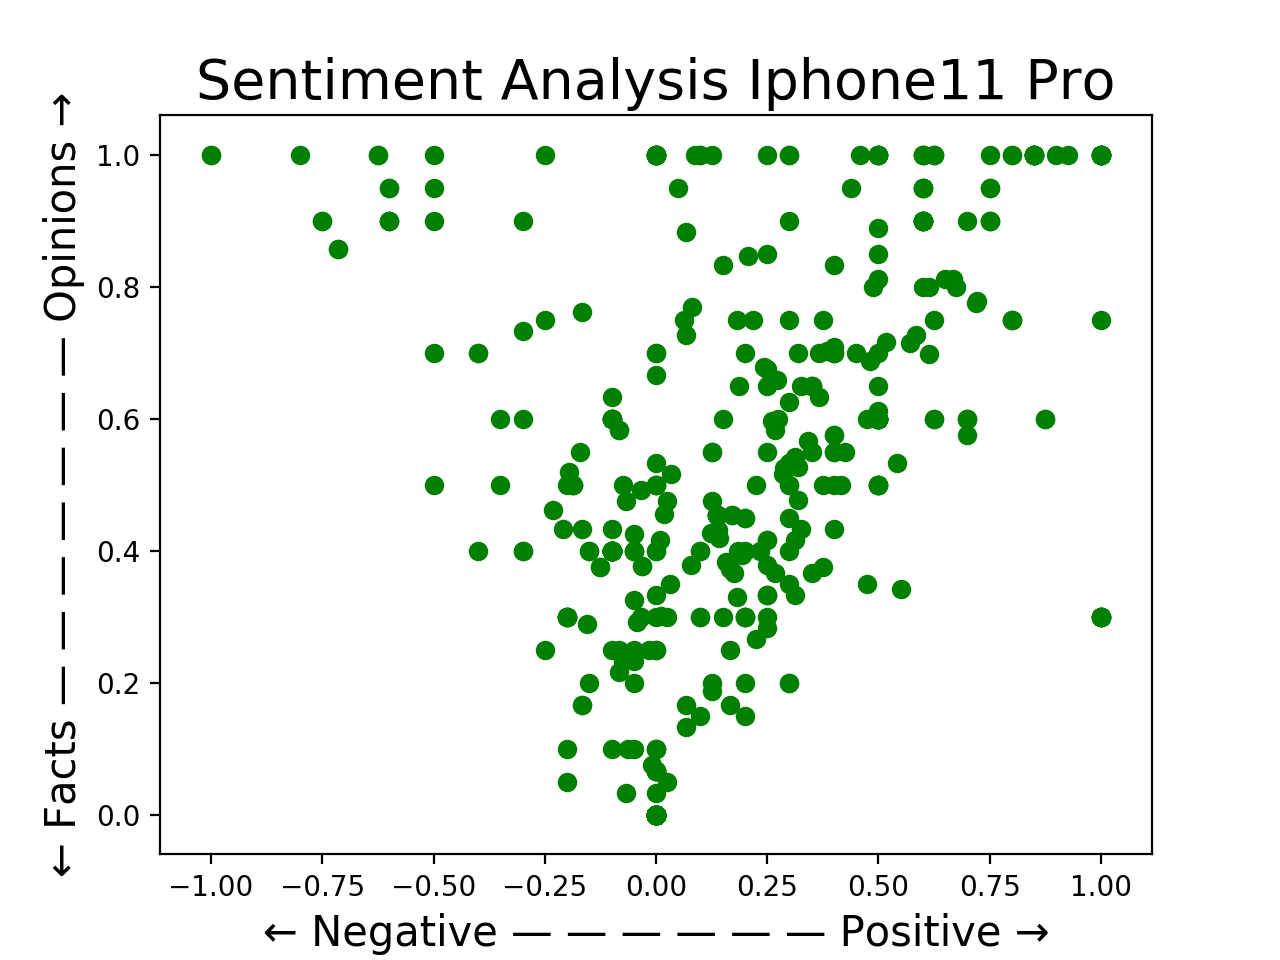 Sentiment Analysis Iphone11 Pro
← Facts — — — — — — — Opinions →
1.0
0.8
0.6
0.4
0.2
0.0
−1.00 −0.75 −0.50 −0.25 0.00 0.25 0.50 0.75 1.00
← Negative — — — — — — Positive →